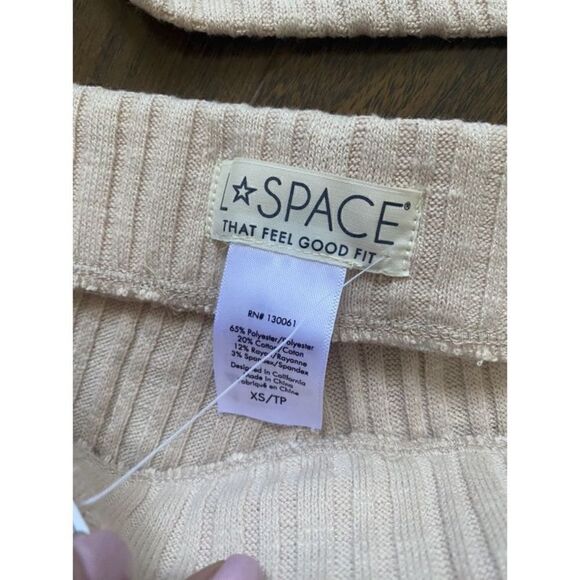 L☆SPACE®
THAT FEEL GOOD FIT
RN# 130061
65% Polyester/Polyester
20% Cotton/Coton
12% Rayon/Rayonne
3% Spandex/Spandex
Designed in California
Made in China
Fabriqué en Chine
XS/TP